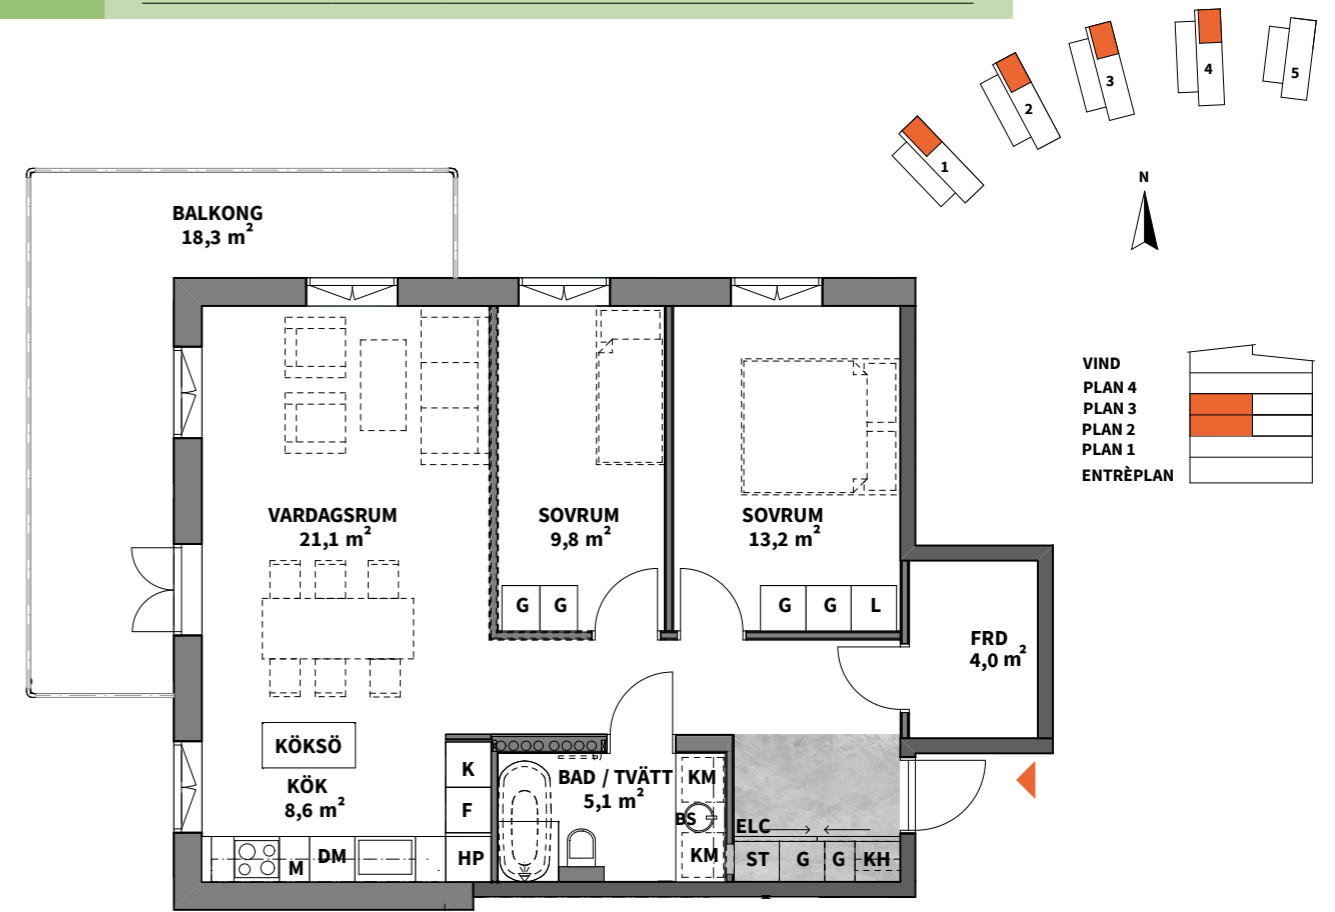 1
2
3
4
5
N
BALKONG
18,3 m²
VIND
PLAN 4
PLAN 3
PLAN 2
PLAN 1
ENTRÈPLAN
VARDAGSRUM
21,1 m²
SOVRUM
9,8 m²
SOVRUM
13,2 m²
G G
G G L
FRD
4,0 m²
KÖKSÖ
KÖK
8,6 m²
K
F
HP
M
DM
BAD / TVÄTT
5,1 m²
KM
BS
KM
ELC
ST G G KH